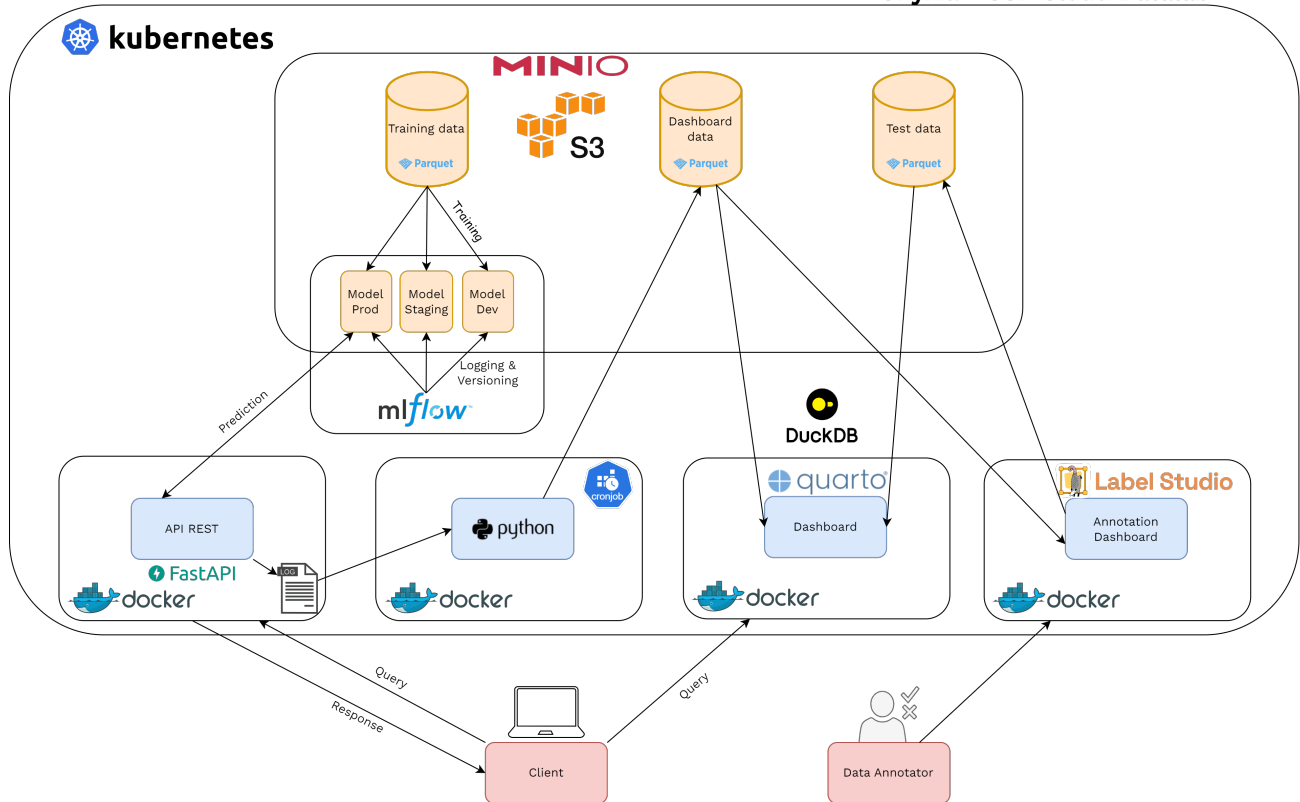 kubernetes
MINIO
S3
Training data
Parquet
Dashboard
data
Parquet
Test data
Parquet
Training
Model
Prod
Model
Staging
Model
Dev
Logging &
Versioning
mlflow
Prediction
DuckDB
API REST
FastAPI
LOG
docker
cronjob
python
docker
quarto
Dashboard
docker
Label Studio
Annotation
Dashboard
docker
Query
Response
Query
Client
Data Annotator